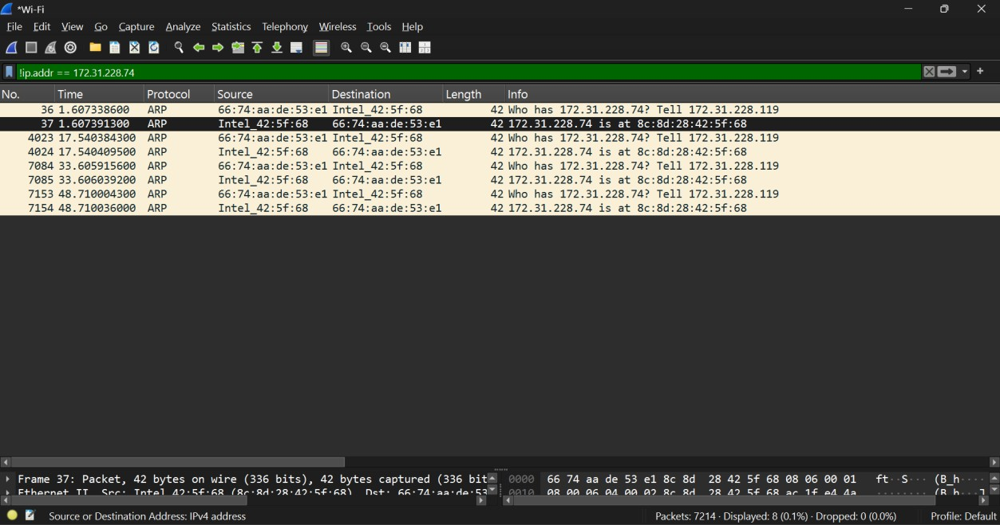 *Wi-Fi
File Edit View Go Capture Analyze Statistics Telephony Wireless Tools Help
!ip.addr == 172.31.228.74
No. Time Protocol Source Destination Length Info
36 1.607338600 ARP 66:74:aa:de:53:e1 Intel_42:5f:68 42 Who has 172.31.228.74? Tell 172.31.228.119
37 1.607391300 ARP Intel_42:5f:68 66:74:aa:de:53:e1 42 172.31.228.74 is at 8c:8d:28:42:5f:68
4023 17.540384300 ARP 66:74:aa:de:53:e1 Intel_42:5f:68 42 Who has 172.31.228.74? Tell 172.31.228.119
4024 17.540409500 ARP Intel_42:5f:68 66:74:aa:de:53:e1 42 172.31.228.74 is at 8c:8d:28:42:5f:68
7084 33.605915600 ARP 66:74:aa:de:53:e1 Intel_42:5f:68 42 Who has 172.31.228.74? Tell 172.31.228.119
7085 33.606039200 ARP Intel_42:5f:68 66:74:aa:de:53:e1 42 172.31.228.74 is at 8c:8d:28:42:5f:68
7153 48.710004300 ARP 66:74:aa:de:53:e1 Intel_42:5f:68 42 Who has 172.31.228.74? Tell 172.31.228.119
7154 48.710036000 ARP Intel_42:5f:68 66:74:aa:de:53:e1 42 172.31.228.74 is at 8c:8d:28:42:5f:68
Frame 37: Packet, 42 bytes on wire (336 bits), 42 bytes captured (336 bit
Ethernet II, Src: Intel_42:5f:68 (8c:8d:28:42:5f:68), Dst: 66:74:aa:de:53
0000 66 74 aa de 53 e1 8c 8d 28 42 5f 68 08 06 00 01 ft··S··· (B_h····
0010 08 00 06 04 00 02 8c 8d 28 42 5f 68 ac 1f e4 4a ········ (B_h···J
Source or Destination Address: IPv4 address
Packets: 7214 · Displayed: 8 (0.1%) · Dropped: 0 (0.0%)
Profile: Default